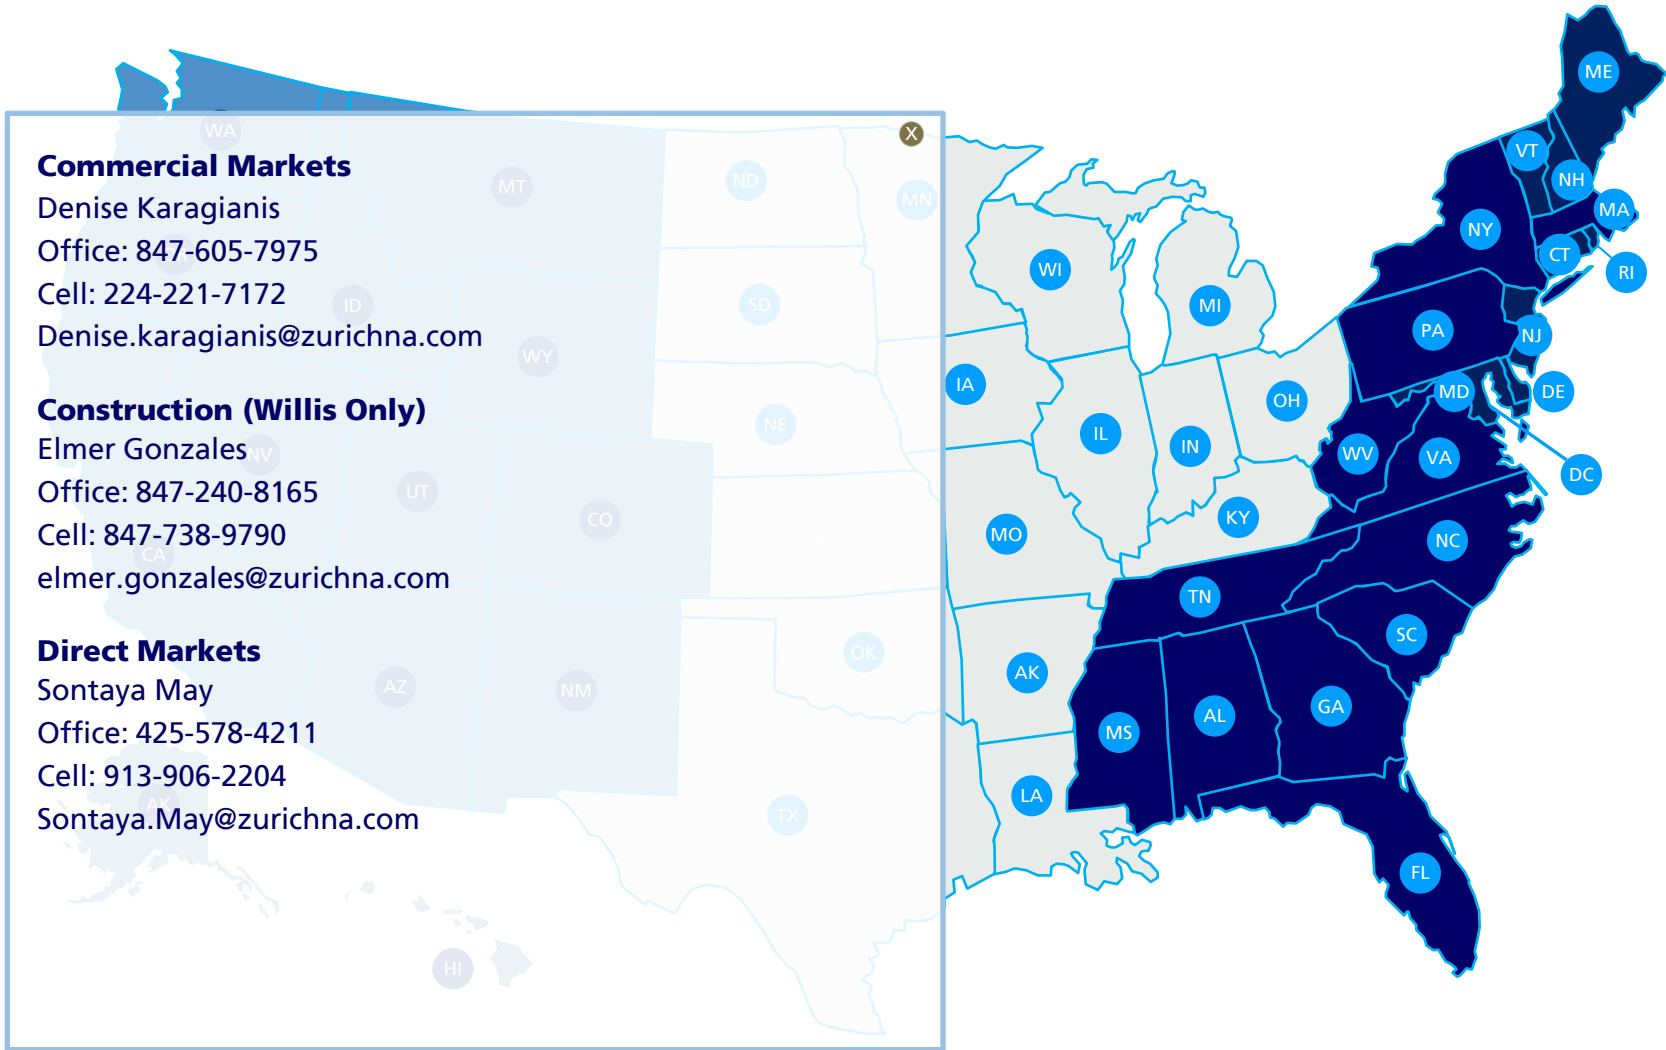 X
Commercial Markets
Denise Karagianis
Office: 847-605-7975
Cell: 224-221-7172
Denise.karagianis@zurichna.com
Construction (Willis Only)
Elmer Gonzales
Office: 847-240-8165
Cell: 847-738-9790
elmer.gonzales@zurichna.com
Direct Markets
Sontaya May
Office: 425-578-4211
Cell: 913-906-2204
Sontaya.May@zurichna.com
WA
MT
ND
MN
ID
SD
WY
NE
NV
UT
CO
CA
OK
AZ
NM
AK
TX
HI
ME
VT
NH
MA
NY
CT
RI
WI
MI
PA
NJ
IA
OH
MD
DE
IL
IN
WV
VA
DC
MO
KY
NC
TN
SC
AK
MS
AL
GA
LA
FL